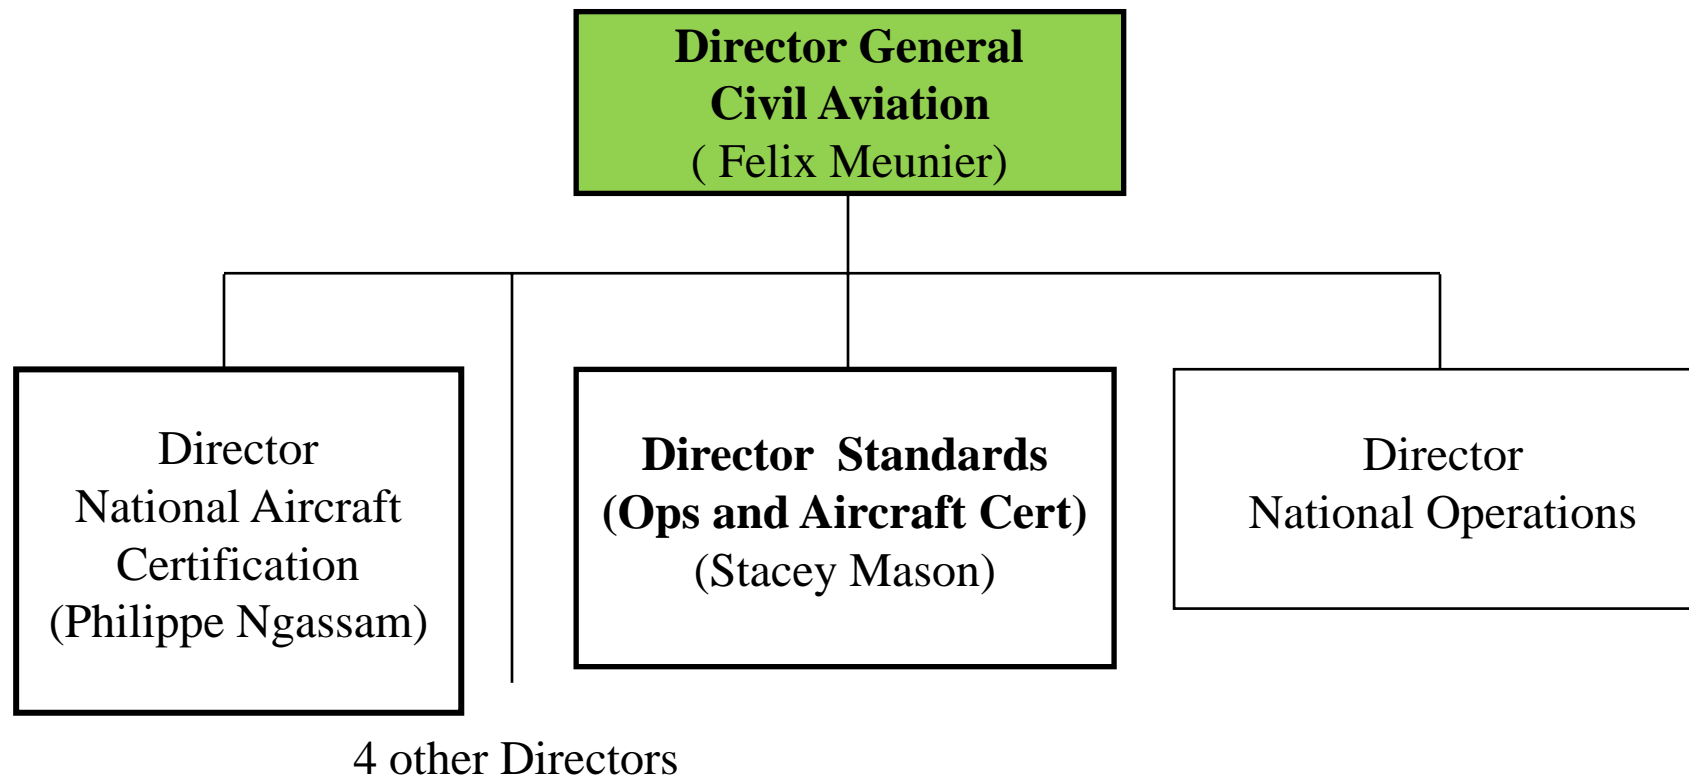 Director General
Civil Aviation
( Felix Meunier)
Director
National Aircraft
Certification
(Philippe Ngassam)
Director  Standards
(Ops and Aircraft Cert)
(Stacey Mason)
Director
National Operations
4 other Directors